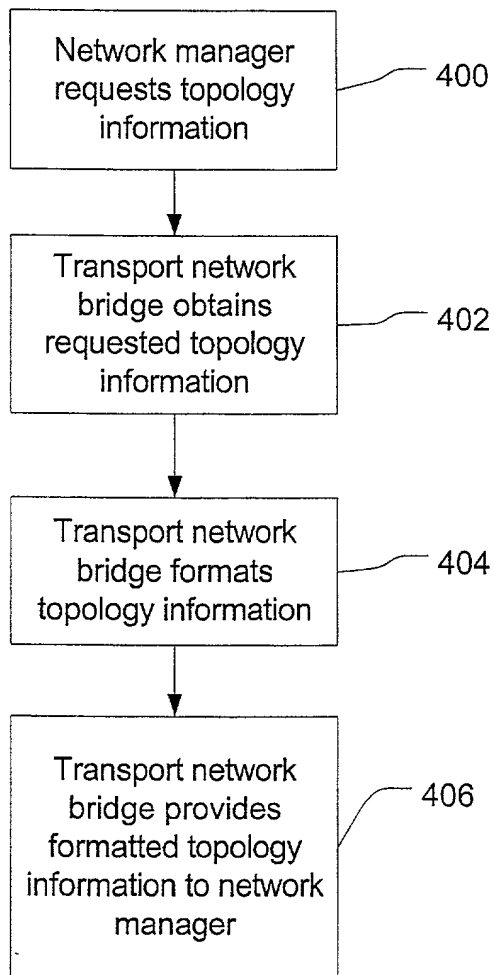 Network manager
requests topology
information
400
Transport network
bridge obtains
requested topology
information
402
Transport network
bridge formats
topology information
404
Transport network
bridge provides
formatted topology
information to network
manager
406